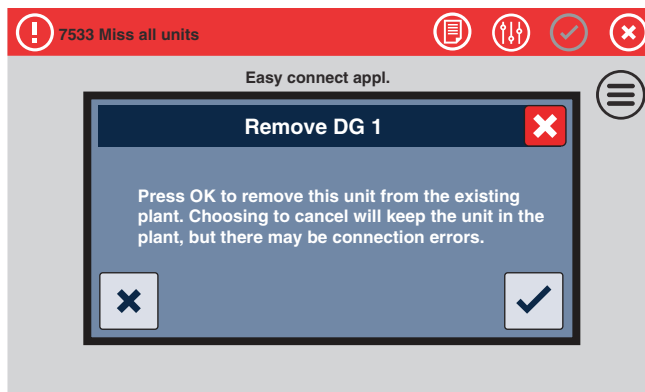 7533 Miss all units
Easy connect appl.
Remove DG 1
Press OK to remove this unit from the existing
plant. Choosing to cancel will keep the unit in the
plant, but there may be connection errors.